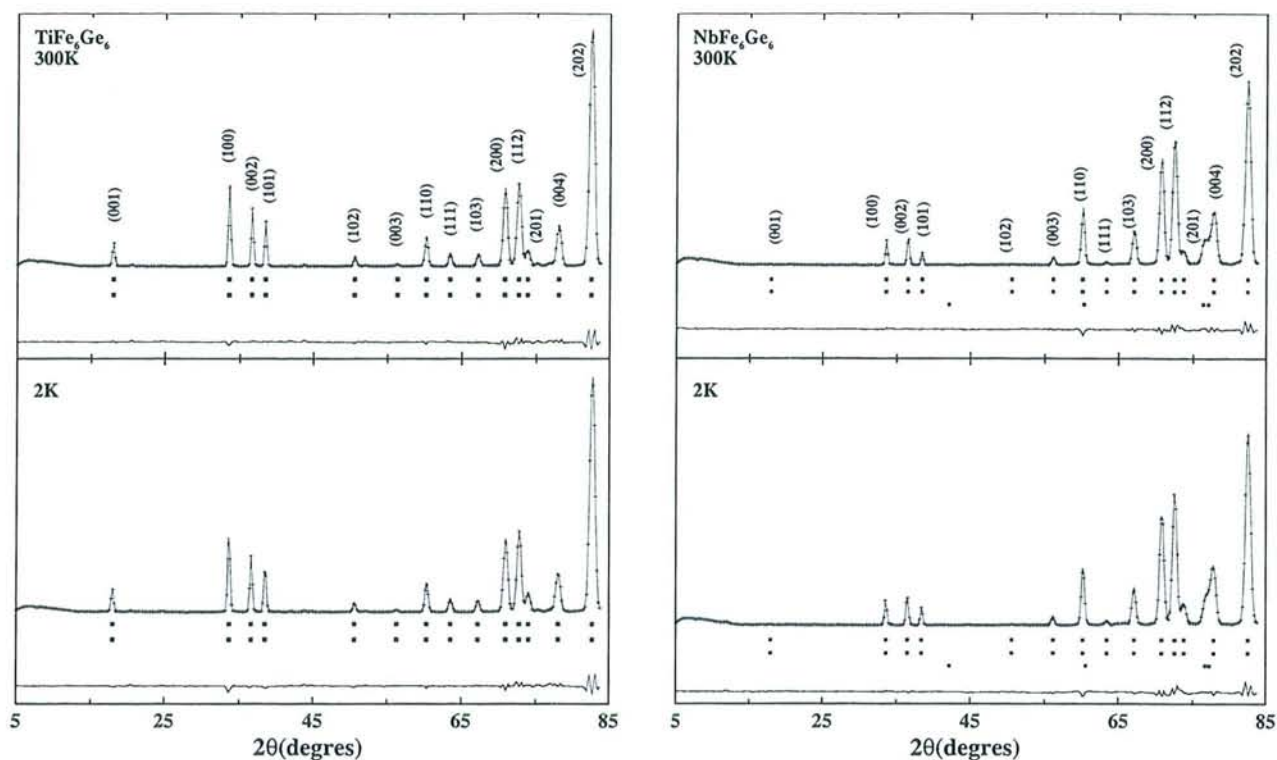 TiFe₆Ge₆
300K
(001)
(100)
(002)
(101)
(102)
(003)
(110)
(111)
(103)
(200)
(112)
(201)
(004)
(202)
2K
5 25 45 65 85
2θ(degres)
NbFe₆Ge₆
300K
(001)
(100)
(002)
(101)
(102)
(003)
(110)
(111)
(103)
(200)
(112)
(201)
(004)
(202)
2K
5 25 45 65 85
2θ(degres)